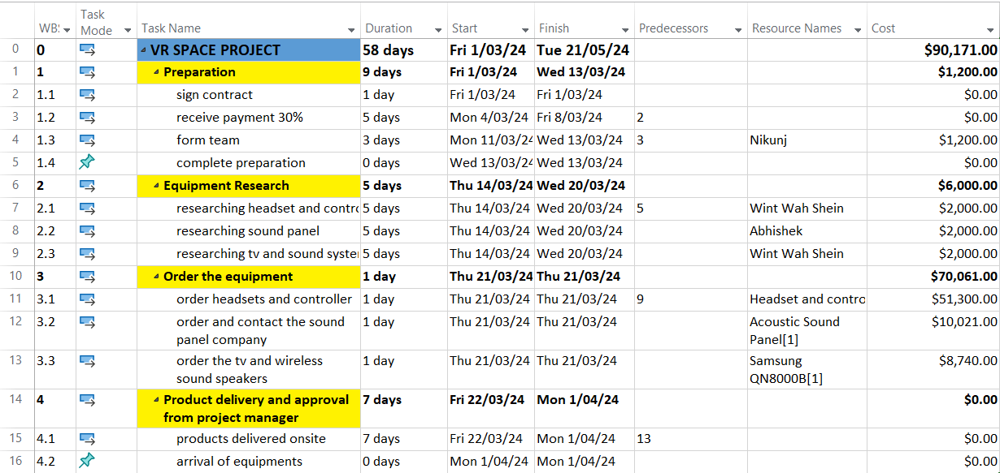 WBS Task Mode Task Name Duration Start Finish Predecessors Resource Names Cost
0 0 VR SPACE PROJECT 58 days Fri 1/03/24 Tue 21/05/24 $90,171.00
1 1 Preparation 9 days Fri 1/03/24 Wed 13/03/24 $1,200.00
2 1.1 sign contract 1 day Fri 1/03/24 Fri 1/03/24 $0.00
3 1.2 receive payment 30% 5 days Mon 4/03/24 Fri 8/03/24 2 $0.00
4 1.3 form team 3 days Mon 11/03/24 Wed 13/03/24 3 Nikunj $1,200.00
5 1.4 complete preparation 0 days Wed 13/03/24 Wed 13/03/24 $0.00
6 2 Equipment Research 5 days Thu 14/03/24 Wed 20/03/24 $6,000.00
7 2.1 researching headset and contro 5 days Thu 14/03/24 Wed 20/03/24 5 Wint Wah Shein $2,000.00
8 2.2 researching sound panel 5 days Thu 14/03/24 Wed 20/03/24 Abhishek $2,000.00
9 2.3 researching tv and sound system 5 days Thu 14/03/24 Wed 20/03/24 Wint Wah Shein $2,000.00
10 3 Order the equipment 1 day Thu 21/03/24 Thu 21/03/24 $70,061.00
11 3.1 order headsets and controller 1 day Thu 21/03/24 Thu 21/03/24 9 Headset and contro $51,300.00
12 3.2 order and contact the sound 1 day Thu 21/03/24 Thu 21/03/24 Acoustic Sound $10,021.00
panel company Panel[1]
13 3.3 order the tv and wireless 1 day Thu 21/03/24 Thu 21/03/24 Samsung $8,740.00
sound speakers QN8000B[1]
14 4 Product delivery and approval 7 days Fri 22/03/24 Mon 1/04/24 $0.00
from project manager
15 4.1 products delivered onsite 7 days Fri 22/03/24 Mon 1/04/24 13 $0.00
16 4.2 arrival of equipments 0 days Mon 1/04/24 Mon 1/04/24 $0.00